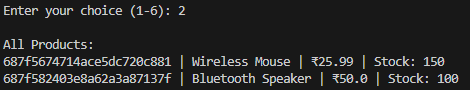 Enter your choice (1-6): 2
All Products:
687f5674714ace5dc720c881 | Wireless Mouse | ₹25.99 | Stock: 150
687f582403e8a62a3a87137f | Bluetooth Speaker | ₹50.0 | Stock: 100